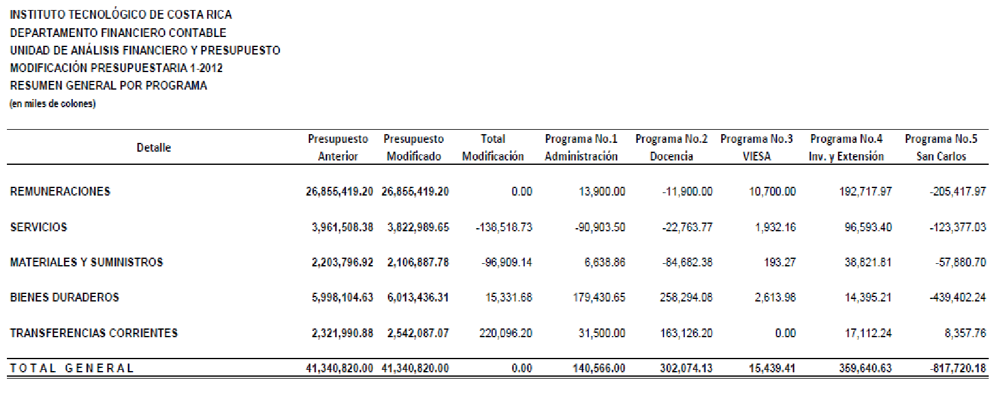 INSTITUTO TECNOLÓGICO DE COSTA RICA
DEPARTAMENTO FINANCIERO CONTABLE
UNIDAD DE ANÁLISIS FINANCIERO Y PRESUPUESTO
MODIFICACIÓN PRESUPUESTARIA 1-2012
RESUMEN GENERAL POR PROGRAMA
(en miles de colones)
Detalle Presupuesto Anterior Presupuesto Modificado Total Modificación Programa No.1 Administración Programa No.2 Docencia Programa No.3 VIESA Programa No.4 Inv. y Extensión Programa No.5 San Carlos
REMUNERACIONES 26,855,419.20 26,855,419.20 0.00 13,900.00 -11,900.00 10,700.00 192,717.97 -205,417.97
SERVICIOS 3,961,508.38 3,822,989.65 -138,518.73 -90,903.50 -22,763.77 1,932.16 96,593.40 -123,377.03
MATERIALES Y SUMINISTROS 2,203,796.92 2,106,887.78 -96,909.14 6,638.86 -84,682.38 193.27 38,821.81 -57,880.70
BIENES DURADEROS 5,998,104.63 6,013,436.31 15,331.68 179,430.65 258,294.08 2,613.98 14,395.21 -439,402.24
TRANSFERENCIAS CORRIENTES 2,321,990.88 2,542,087.07 220,096.20 31,500.00 163,126.20 0.00 17,112.24 8,357.76
TOTAL GENERAL 41,340,820.00 41,340,820.00 0.00 140,566.00 302,074.13 15,439.41 359,640.63 -817,720.18